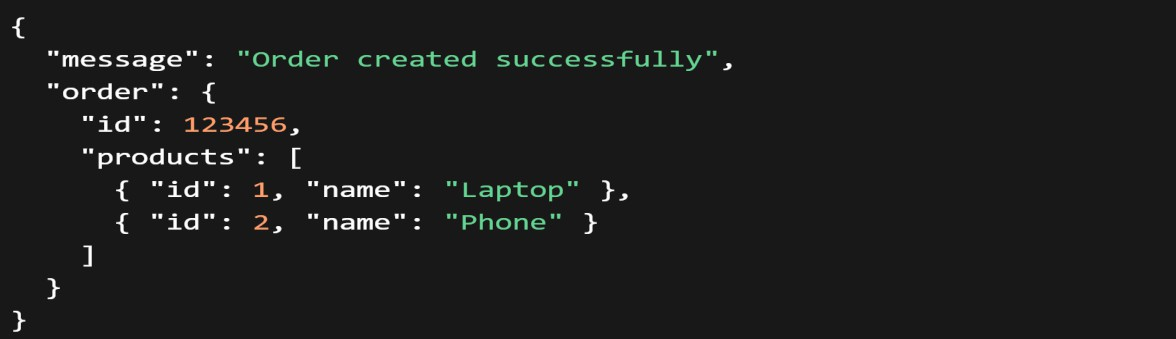 {
  "message": "Order created successfully",
  "order": {
    "id": 123456,
    "products": [
      { "id": 1, "name": "Laptop" },
      { "id": 2, "name": "Phone" }
    ]
  }
}